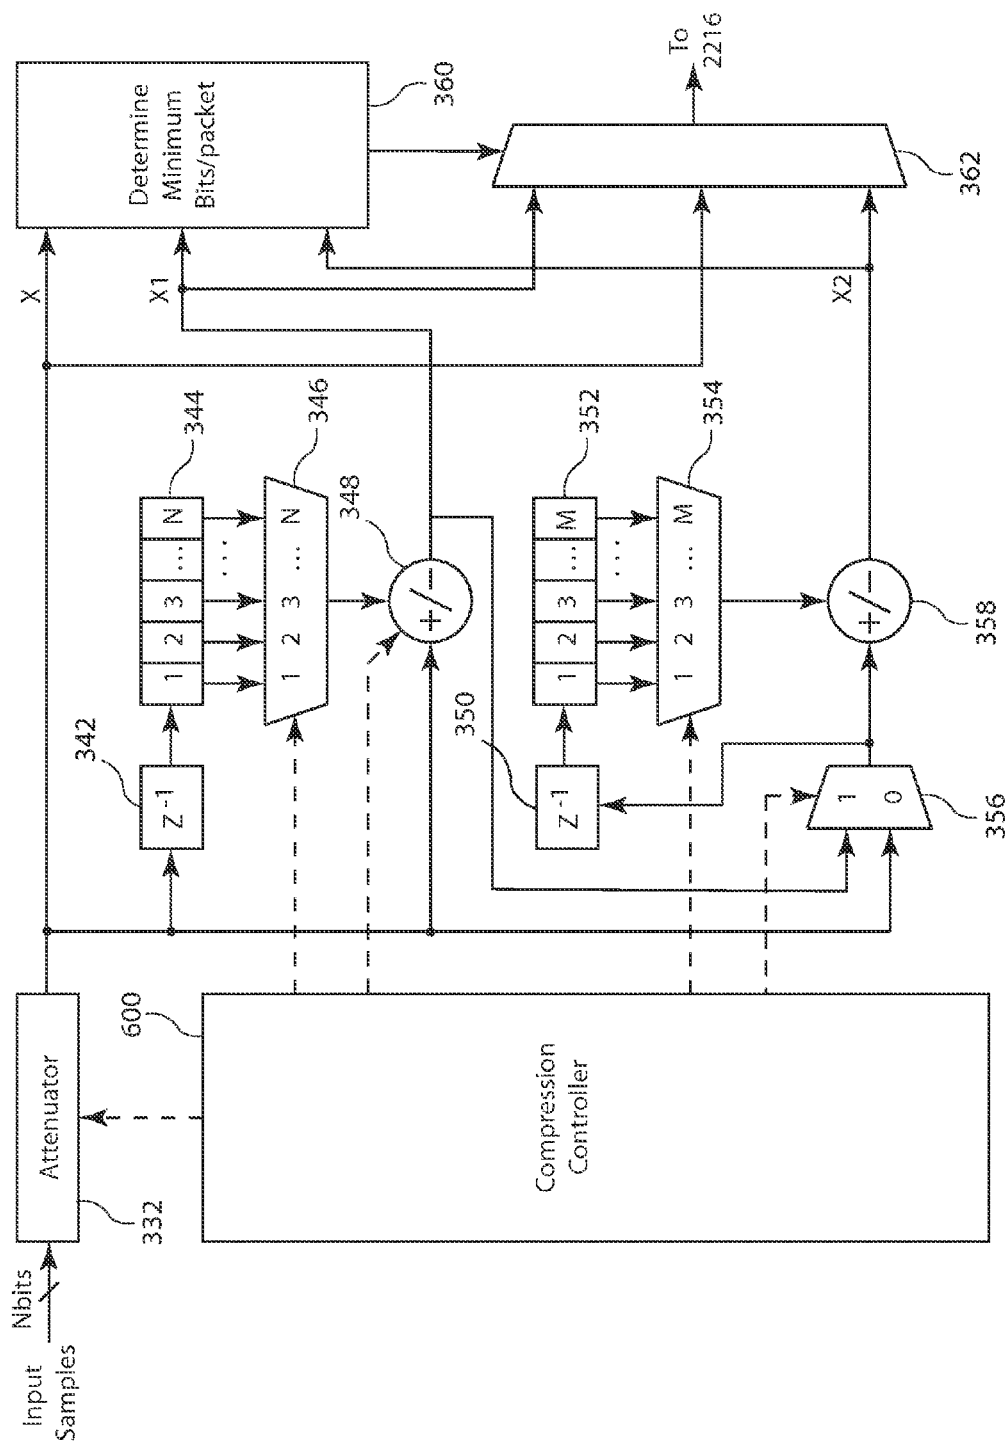 Input
Samples
Nbits
Attenuator
332
Compression
Controller
600
342
Z-1
1 2 3 ... N
344
....
1 2 3 ... N
346
+/-
348
350
Z-1
1 2 3 ... M
352
....
1 2 3 ... M
354
1
0
356
+/-
358
X
X1
X2
Determine
Minimum
Bits/packet
360
362
To
2216